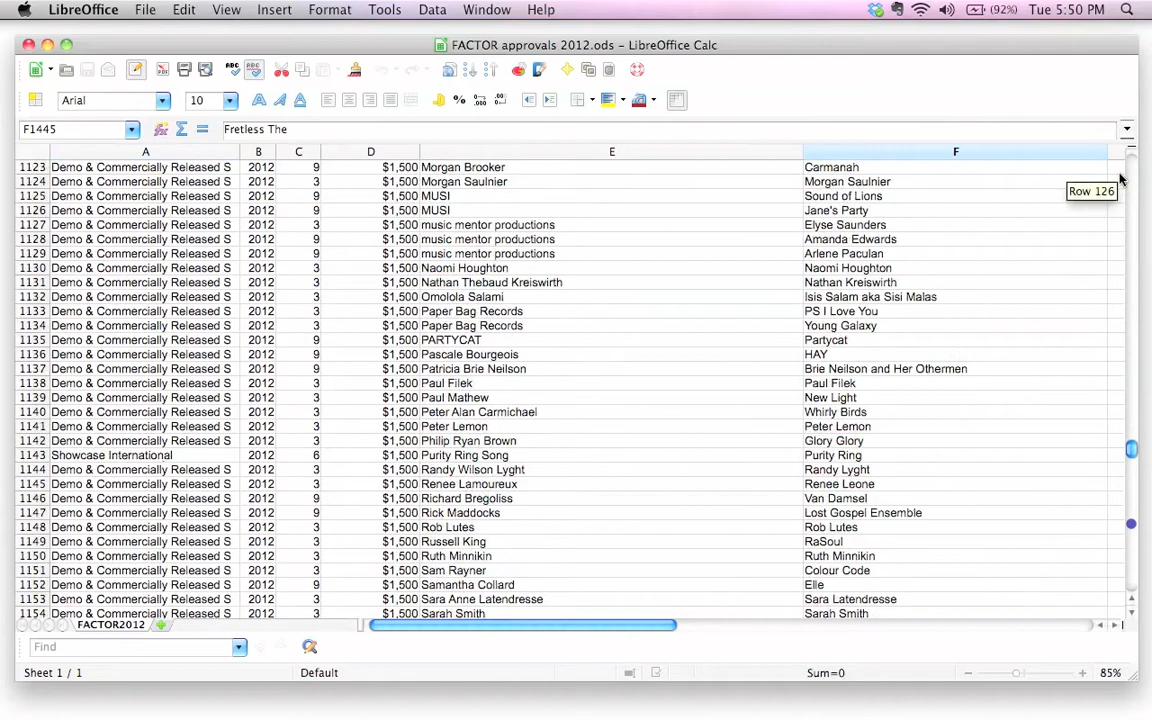 LibreOffice File Edit View Insert Format Tools Data Window Help (92%) Tue 5:50 PM
FACTOR approvals 2012.ods – LibreOffice Calc
Arial 10
F1445 Fretless The
A B C D E F
1123 Demo & Commercially Released S 2012 9 $1,500 Morgan Brooker Carmanah
1124 Demo & Commercially Released S 2012 3 $1,500 Morgan Saulnier Morgan Saulnier
Row 126
1125 Demo & Commercially Released S 2012 9 $1,500 MUSI Sound of Lions
1126 Demo & Commercially Released S 2012 9 $1,500 MUSI Jane's Party
1127 Demo & Commercially Released S 2012 3 $1,500 music mentor productions Elyse Saunders
1128 Demo & Commercially Released S 2012 9 $1,500 music mentor productions Amanda Edwards
1129 Demo & Commercially Released S 2012 9 $1,500 music mentor productions Arlene Paculan
1130 Demo & Commercially Released S 2012 3 $1,500 Naomi Houghton Naomi Houghton
1131 Demo & Commercially Released S 2012 3 $1,500 Nathan Thebaud Kreiswirth Nathan Kreiswirth
1132 Demo & Commercially Released S 2012 3 $1,500 Omolola Salami Isis Salam aka Sisi Malas
1133 Demo & Commercially Released S 2012 3 $1,500 Paper Bag Records PS I Love You
1134 Demo & Commercially Released S 2012 3 $1,500 Paper Bag Records Young Galaxy
1135 Demo & Commercially Released S 2012 9 $1,500 PARTYCAT Partycat
1136 Demo & Commercially Released S 2012 9 $1,500 Pascale Bourgeois HAY
1137 Demo & Commercially Released S 2012 9 $1,500 Patricia Brie Neilson Brie Neilson and Her Othermen
1138 Demo & Commercially Released S 2012 3 $1,500 Paul Filek Paul Filek
1139 Demo & Commercially Released S 2012 3 $1,500 Paul Mathew New Light
1140 Demo & Commercially Released S 2012 3 $1,500 Peter Alan Carmichael Whirly Birds
1141 Demo & Commercially Released S 2012 3 $1,500 Peter Lemon Peter Lemon
1142 Demo & Commercially Released S 2012 3 $1,500 Philip Ryan Brown Glory Glory
1143 Showcase International 2012 6 $1,500 Purity Ring Song Purity Ring
1144 Demo & Commercially Released S 2012 3 $1,500 Randy Wilson Lyght Randy Lyght
1145 Demo & Commercially Released S 2012 3 $1,500 Renee Lamoureux Renee Leone
1146 Demo & Commercially Released S 2012 9 $1,500 Richard Bregoliss Van Damsel
1147 Demo & Commercially Released S 2012 9 $1,500 Rick Maddocks Lost Gospel Ensemble
1148 Demo & Commercially Released S 2012 3 $1,500 Rob Lutes Rob Lutes
1149 Demo & Commercially Released S 2012 3 $1,500 Russell King RaSoul
1150 Demo & Commercially Released S 2012 3 $1,500 Ruth Minnikin Ruth Minnikin
1151 Demo & Commercially Released S 2012 3 $1,500 Sam Rayner Colour Code
1152 Demo & Commercially Released S 2012 9 $1,500 Samantha Collard Elle
1153 Demo & Commercially Released S 2012 3 $1,500 Sara Anne Latendresse Sara Latendresse
1154 Demo & Commercially Released S 2012 3 $1,500 Sarah Smith Sarah Smith
FACTOR2012
Find
Sheet 1 / 1 Default Sum=0 85%